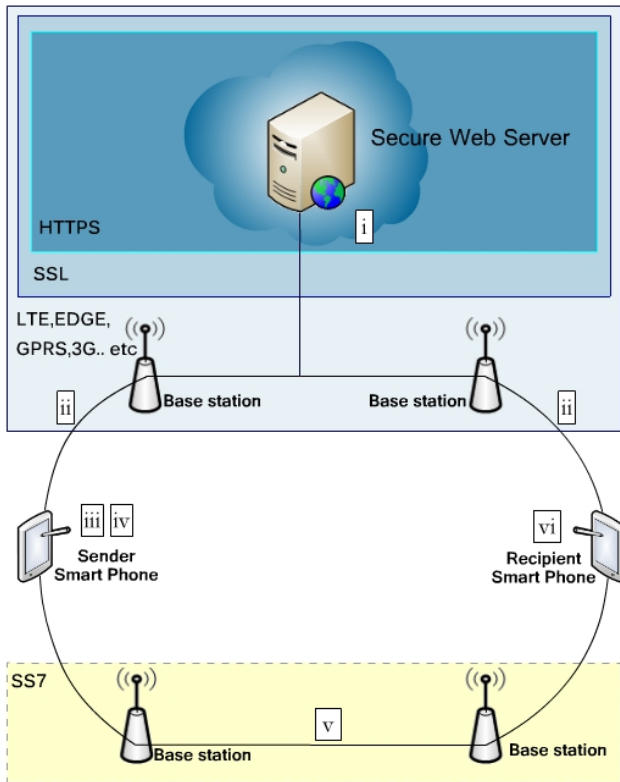 Secure Web Server
i
HTTPS
SSL
LTE,EDGE,
GPRS,3G.. etc
Base station
Base station
ii
ii
iii iv
vi
Sender
Smart Phone
Recipient
Smart Phone
SS7
v
Base station
Base station